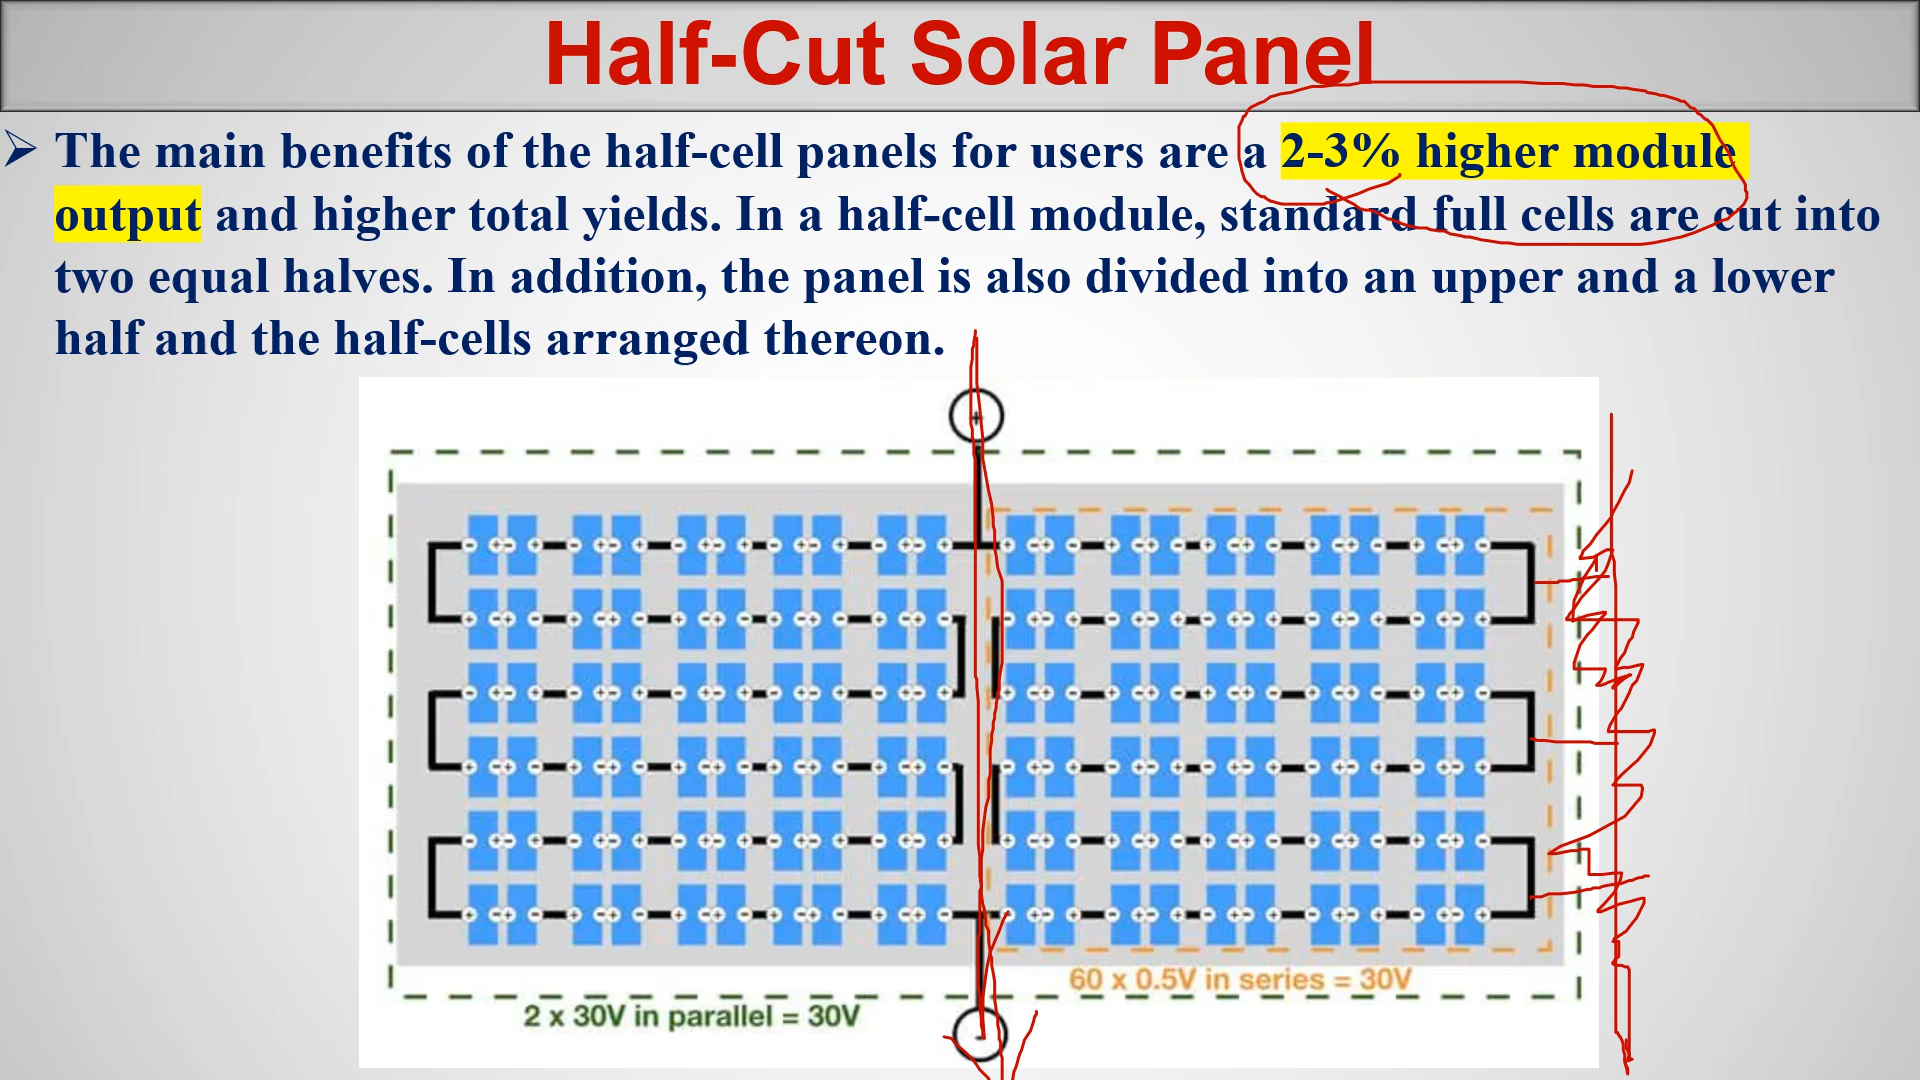 Half-Cut Solar Panel
➢ The main benefits of the half-cell panels for users are a 2-3% higher module
output and higher total yields. In a half-cell module, standard full cells are cut into
two equal halves. In addition, the panel is also divided into an upper and a lower
half and the half-cells arranged thereon.
+
60 x 0.5V in series = 30V
2 x 30V in parallel = 30V
-